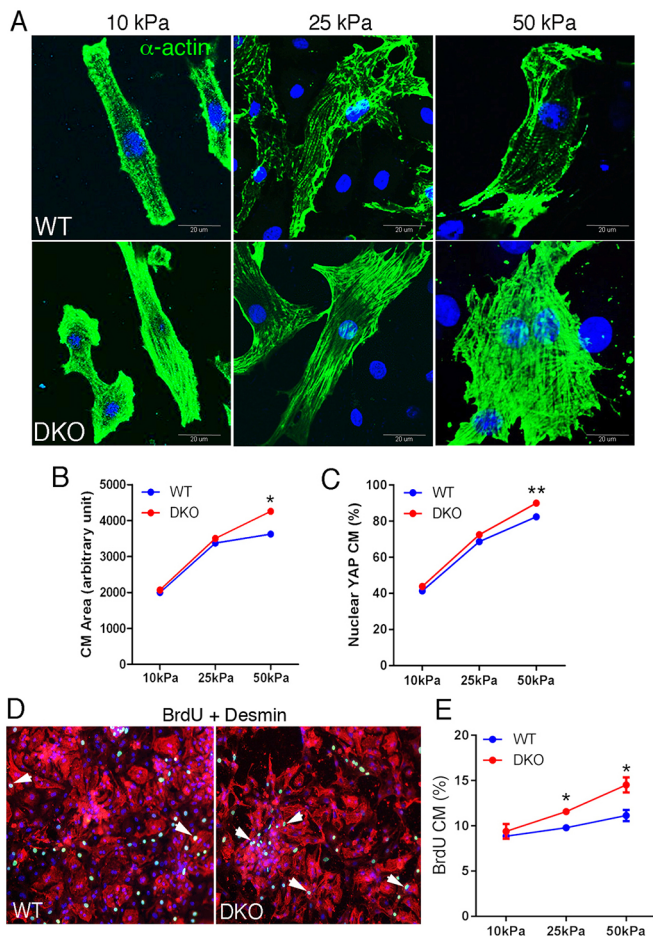 A
10 kPa 25 kPa 50 kPa
α-actin
WT
20 um 20 um 20 um
DKO
20 um 20 um 20 um
B
CM Area (arbitrary unit)
5000
4000
3000
2000
1000
0
WT
DKO
*
10kPa 25kPa 50kPa
C
Nuclear YAP CM (%)
100
80
60
40
20
0
WT
DKO
**
10kPa 25kPa 50kPa
D
BrdU + Desmin
WT
DKO
E
BrdU CM (%)
20
15
10
5
0
WT
DKO
* *
10kPa 25kPa 50kPa